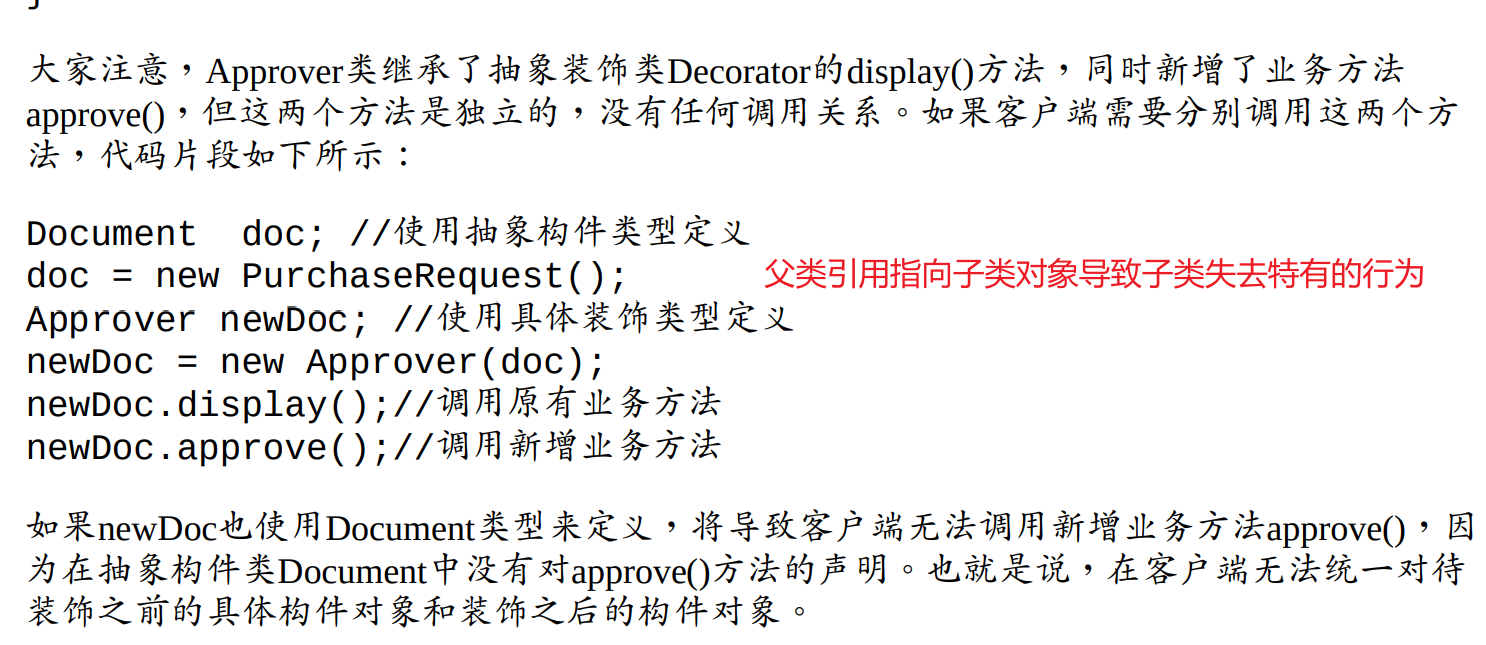 }
大家注意，Approver类继承了抽象装饰类Decorator的display()方法，同时新增了业务方法
approve()，但这两个方法是独立的，没有任何调用关系。如果客户端需要分别调用这两个方
法，代码片段如下所示：
Document  doc; //使用抽象构件类型定义
doc = new PurchaseRequest();
父类引用指向子类对象导致子类失去特有的行为
Approver newDoc; //使用具体装饰类型定义
newDoc = new Approver(doc);
newDoc.display();//调用原有业务方法
newDoc.approve();//调用新增业务方法
如果newDoc也使用Document类型来定义，将导致客户端无法调用新增业务方法approve()，因
为在抽象构件类Document中没有对approve()方法的声明。也就是说，在客户端无法统一对待
装饰之前的具体构件对象和装饰之后的构件对象。